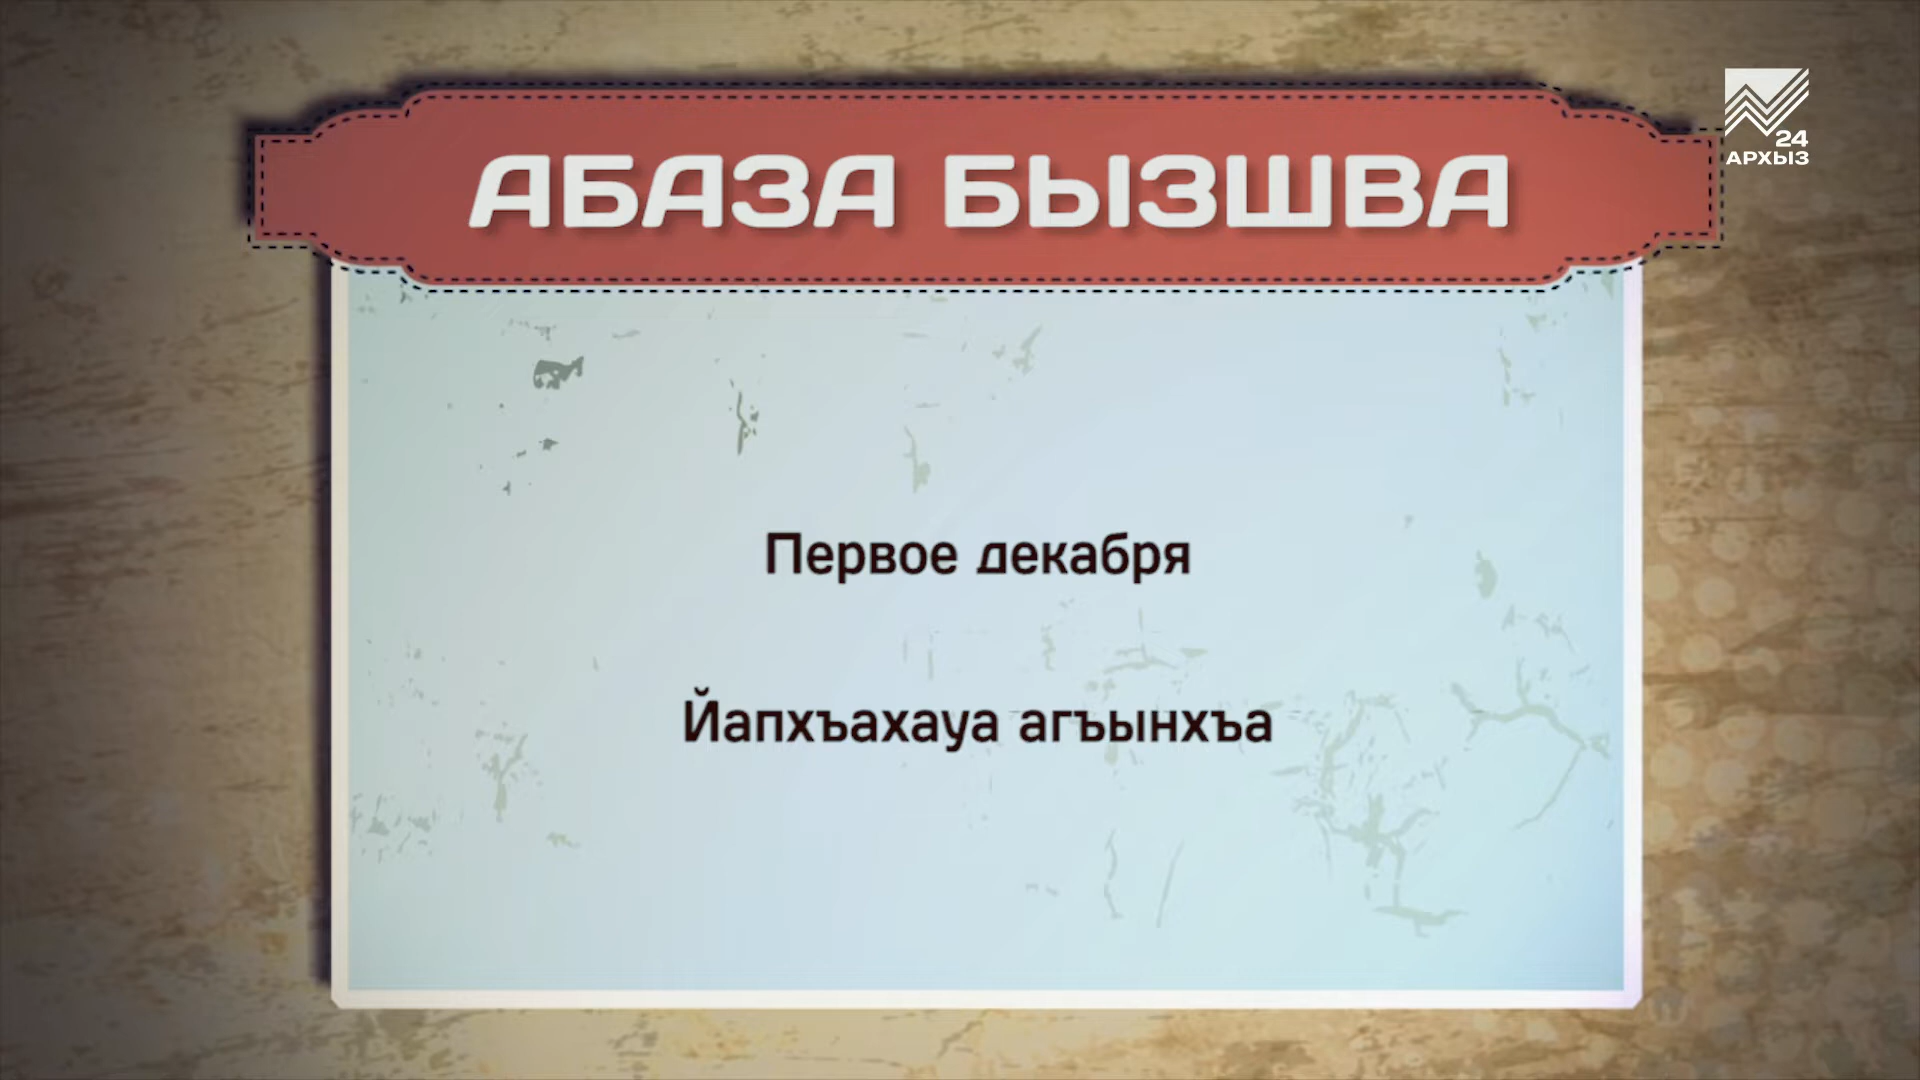 АБАЗА БЫЗШВА
24
АРХЫЗ
Первое декабря
Йапхъахауа агъынхъа